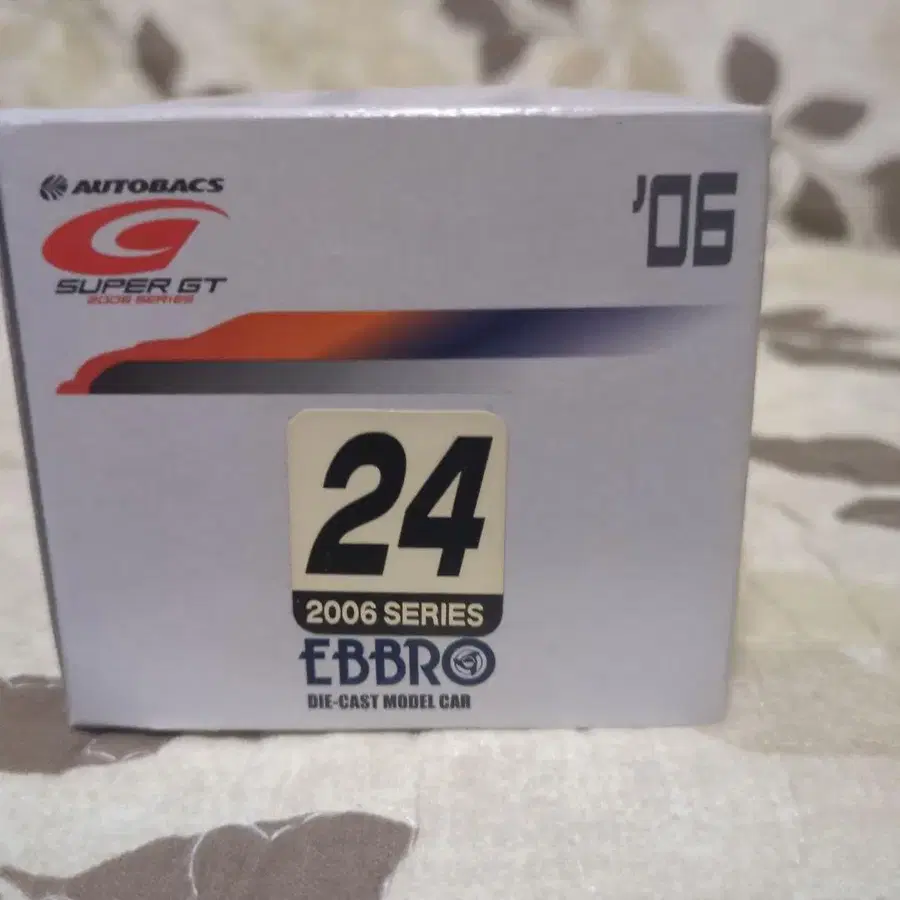 AUTOBACS
'06
SUPER GT
2006 SERIES
24
2006 SERIES
EBBRO
DIE-CAST MODEL CAR